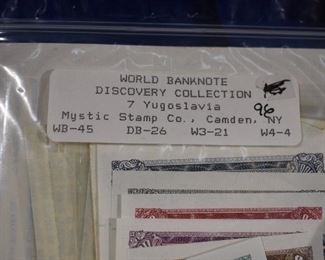 WORLD BANKNOTE
DISCOVERY COLLECTION
7 Yugoslavia
96
Mystic Stamp Co., Camden, NY
WB-45 DB-26 W3-21 W4-4